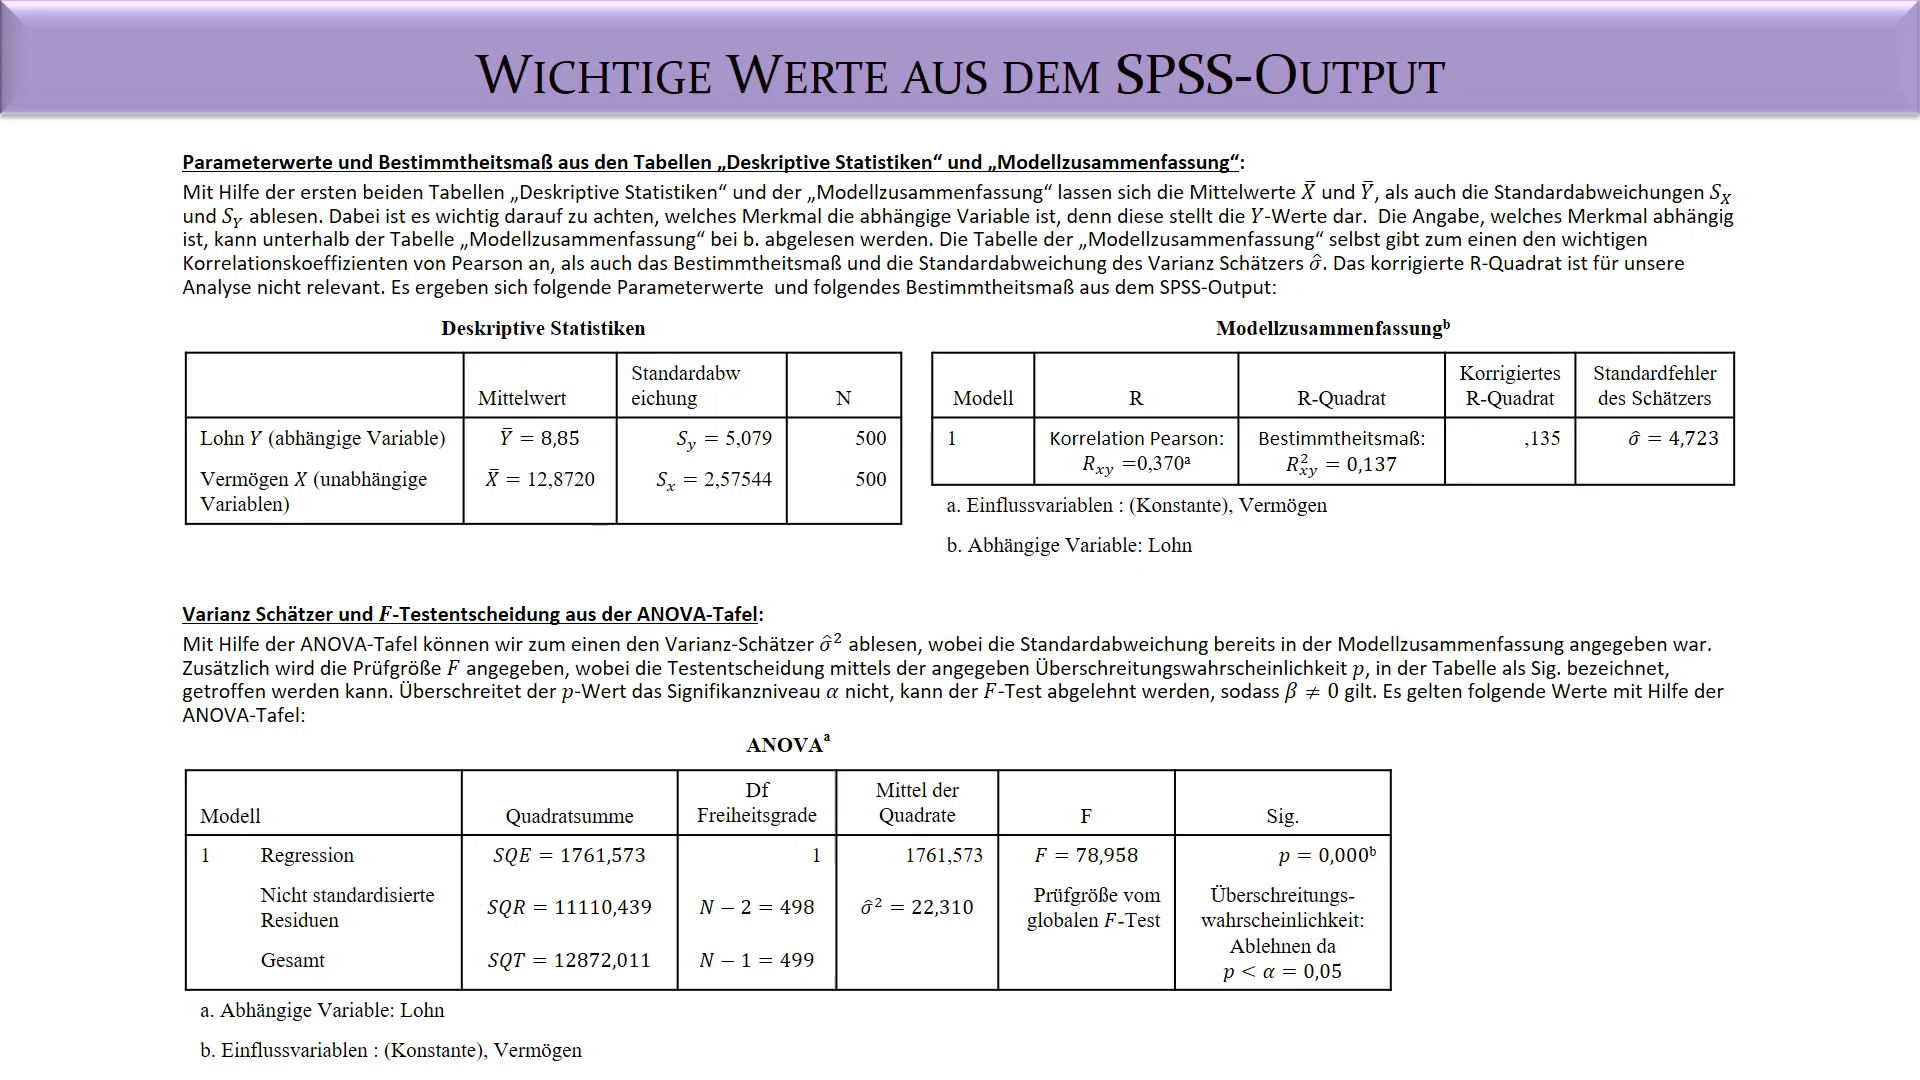 WICHTIGE WERTE AUS DEM SPSS-OUTPUT
Parameterwerte und Bestimmtheitsmaß aus den Tabellen „Deskriptive Statistiken“ und „Modellzusammenfassung“:
Mit Hilfe der ersten beiden Tabellen „Deskriptive Statistiken“ und der „Modellzusammenfassung“ lassen sich die Mittelwerte X̄ und Ȳ, als auch die Standardabweichungen S_X
und S_Y ablesen. Dabei ist es wichtig darauf zu achten, welches Merkmal die abhängige Variable ist, denn diese stellt die Y-Werte dar. Die Angabe, welches Merkmal abhängig
ist, kann unterhalb der Tabelle „Modellzusammenfassung“ bei b. abgelesen werden. Die Tabelle der „Modellzusammenfassung“ selbst gibt zum einen den wichtigen
Korrelationskoeffizienten von Pearson an, als auch das Bestimmtheitsmaß und die Standardabweichung des Varianz Schätzers σ̂. Das korrigierte R-Quadrat ist für unsere
Analyse nicht relevant. Es ergeben sich folgende Parameterwerte und folgendes Bestimmtheitsmaß aus dem SPSS-Output:
Deskriptive Statistiken
Mittelwert
Standardabw
eichung
N
Lohn Y (abhängige Variable)
Ȳ = 8,85
S_y = 5,079
500
Vermögen X (unabhängige
Variablen)
X̄ = 12,8720
S_x = 2,57544
500
Modellzusammenfassung^b
Modell
R
R-Quadrat
Korrigiertes
R-Quadrat
Standardfehler
des Schätzers
1
Korrelation Pearson:
R_xy =0,370^a
Bestimmtheitsmaß:
R²_xy = 0,137
,135
σ̂ = 4,723
a. Einflussvariablen : (Konstante), Vermögen
b. Abhängige Variable: Lohn
Varianz Schätzer und F-Testentscheidung aus der ANOVA-Tafel:
Mit Hilfe der ANOVA-Tafel können wir zum einen den Varianz-Schätzer σ̂² ablesen, wobei die Standardabweichung bereits in der Modellzusammenfassung angegeben war.
Zusätzlich wird die Prüfgröße F angegeben, wobei die Testentscheidung mittels der angegeben Überschreitungswahrscheinlichkeit p, in der Tabelle als Sig. bezeichnet,
getroffen werden kann. Überschreitet der p-Wert das Signifikanzniveau α nicht, kann der F-Test abgelehnt werden, sodass β ≠ 0 gilt. Es gelten folgende Werte mit Hilfe der
ANOVA-Tafel:
ANOVA^a
Modell
Quadratsumme
Df
Freiheitsgrade
Mittel der
Quadrate
F
Sig.
1
Regression
SQE = 1761,573
1
1761,573
F = 78,958
p = 0,000^b
Nicht standardisierte
Residuen
SQR = 11110,439
N − 2 = 498
σ̂² = 22,310
Prüfgröße vom
globalen F-Test
Überschreitungs-
wahrscheinlichkeit:
Ablehnen da
p < α = 0,05
Gesamt
SQT = 12872,011
N − 1 = 499
a. Abhängige Variable: Lohn
b. Einflussvariablen : (Konstante), Vermögen